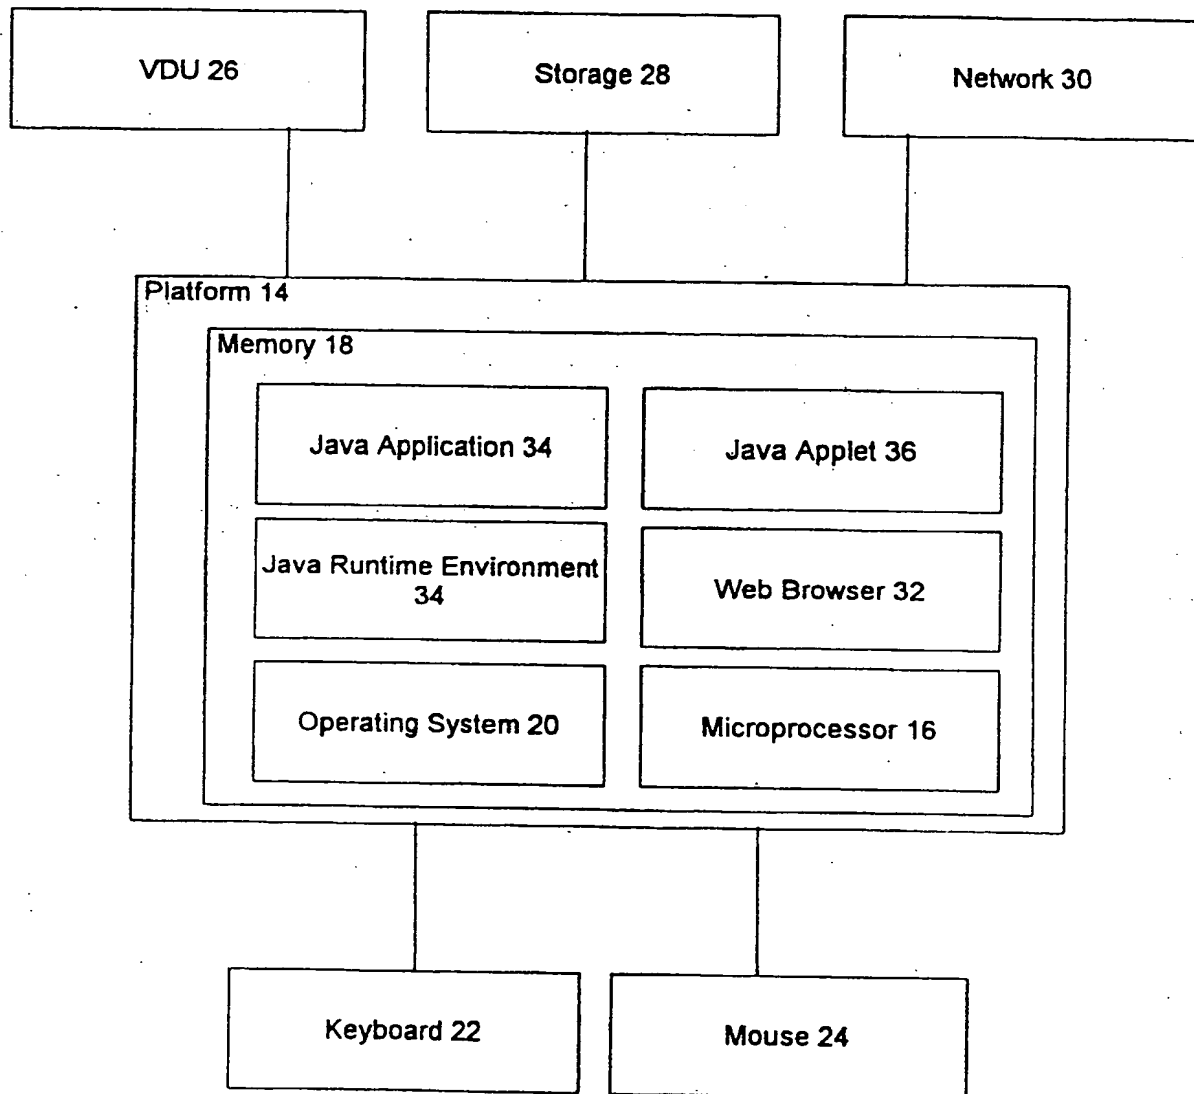 VDU 26
Storage 28
Network 30
Platform 14
Memory 18
Java Application 34
Java Applet 36
Java Runtime Environment
34
Web Browser 32
Operating System 20
Microprocessor 16
Keyboard 22
Mouse 24